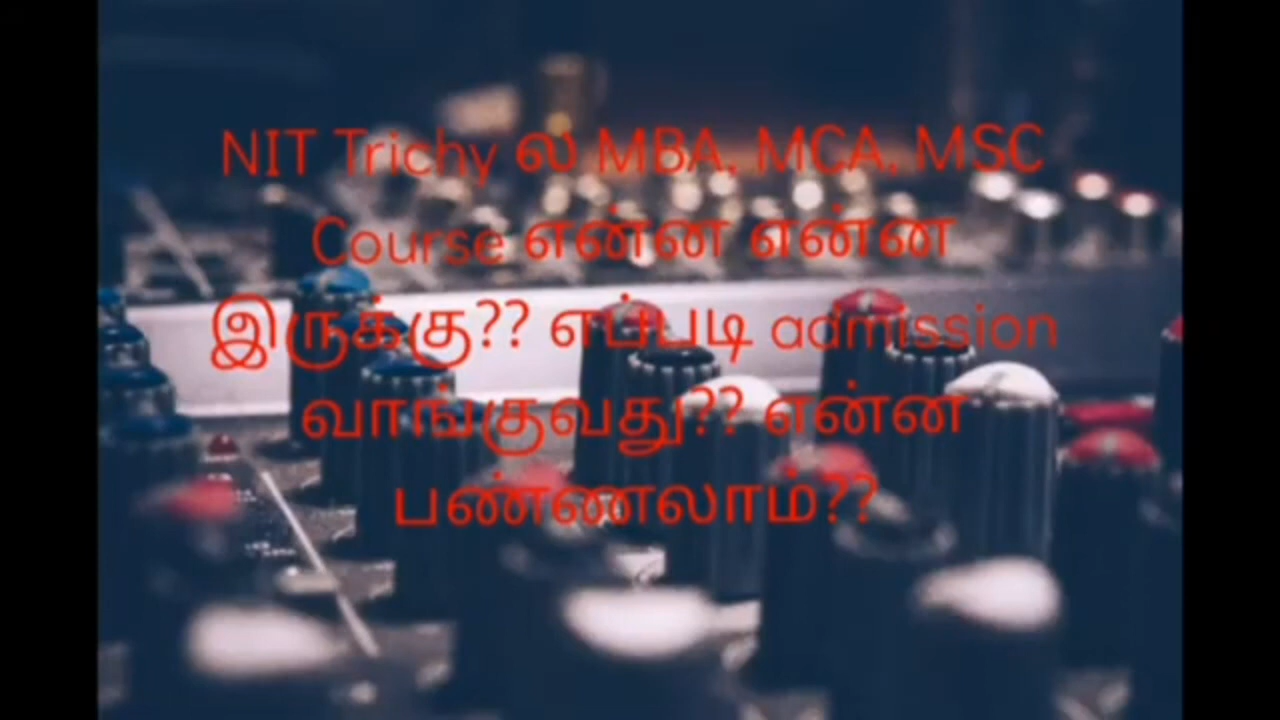 NIT Trichy ல MBA, MCA, MSC
Course என்ன என்ன
இருக்கு?? எப்படி admission
வாங்குவது?? என்ன
பண்ணலாம்??